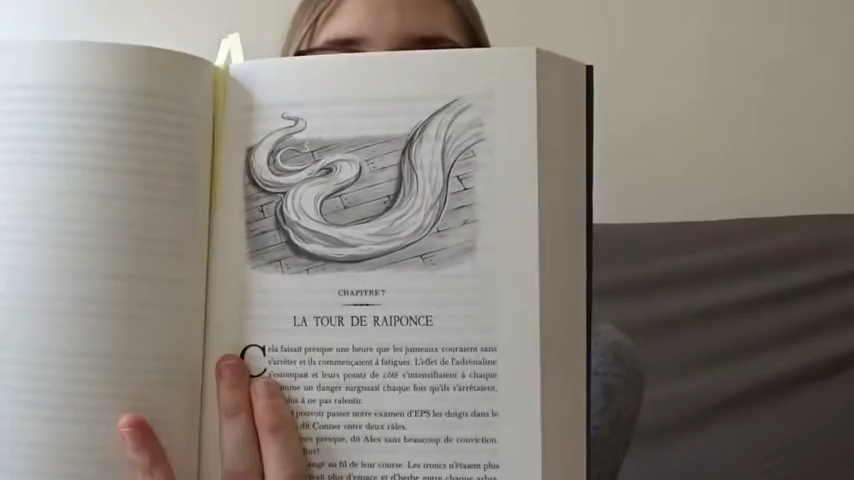 CHAPITRE 7
LA TOUR DE RAIPONCE
Cela faisait presque une heure que les jumeaux couraient sans
s'arrêter et ils commençaient à fatiguer. L'effet de l'adrénaline
s'estompait et leurs points de côté s'intensifiaient à chaque
comme un danger surgissait chaque fois qu'ils s'arrêtaient,
plus à ne pas ralentir.
pouvoir passer notre examen d'EPS les doigts dans le
dit Conner entre deux râles.
presque, dit Alex sans beaucoup de conviction.
au fil de leur course. Les troncs n'étaient plus
plus d'espace et d'herbe entre chaque arbre